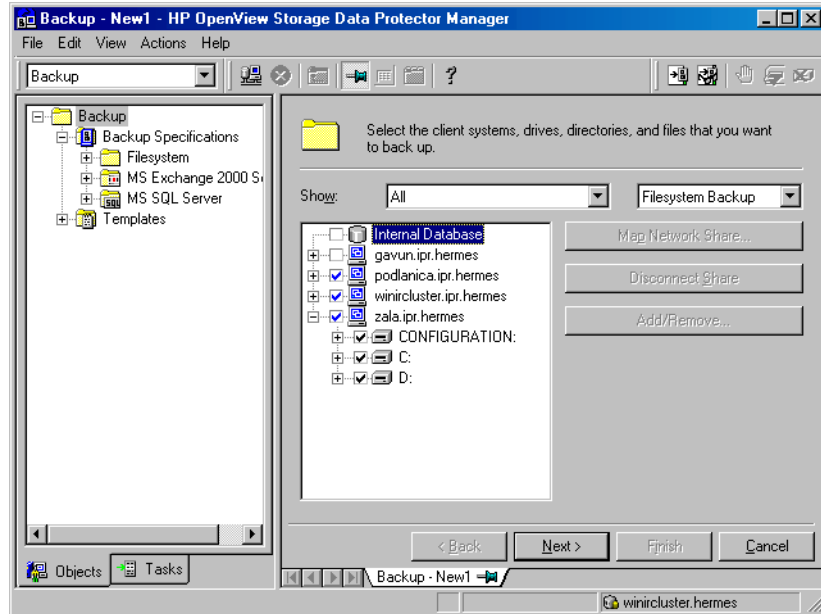 Backup - New1 - HP OpenView Storage Data Protector Manager
File Edit View Actions Help
Backup
Backup
Backup Specifications
Filesystem
MS Exchange 2000 Se
MS SQL Server
Templates
Select the client systems, drives, directories, and files that you want
to back up.
Show:
All
Filesystem Backup
Internal Database
gavun.ipr.hermes
podlanica.ipr.hermes
winircluster.ipr.hermes
zala.ipr.hermes
CONFIGURATION:
C:
D:
Map Network Share...
Disconnect Share
Add/Remove...
< Back
Next >
Finish
Cancel
Objects
Tasks
Backup - New1
winircluster.hermes